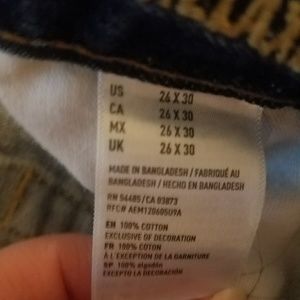 US 26 X 30
CA 26 X 30
MX 26 X 30
UK 26 X 30
MADE IN BANGLADESH / FABRIQUÉ AU
BANGLADESH / HECHO EN BANGLADESH
RN 54485/CA 03873
RFC# AEM12060509A
EN 100% COTTON
EXCLUSIVE OF DECORATION
FR 100% COTON
À L'EXCEPTION DE LA GARNITURE
SP 100% algodón
EXCEPTO LA DECORACIÓN